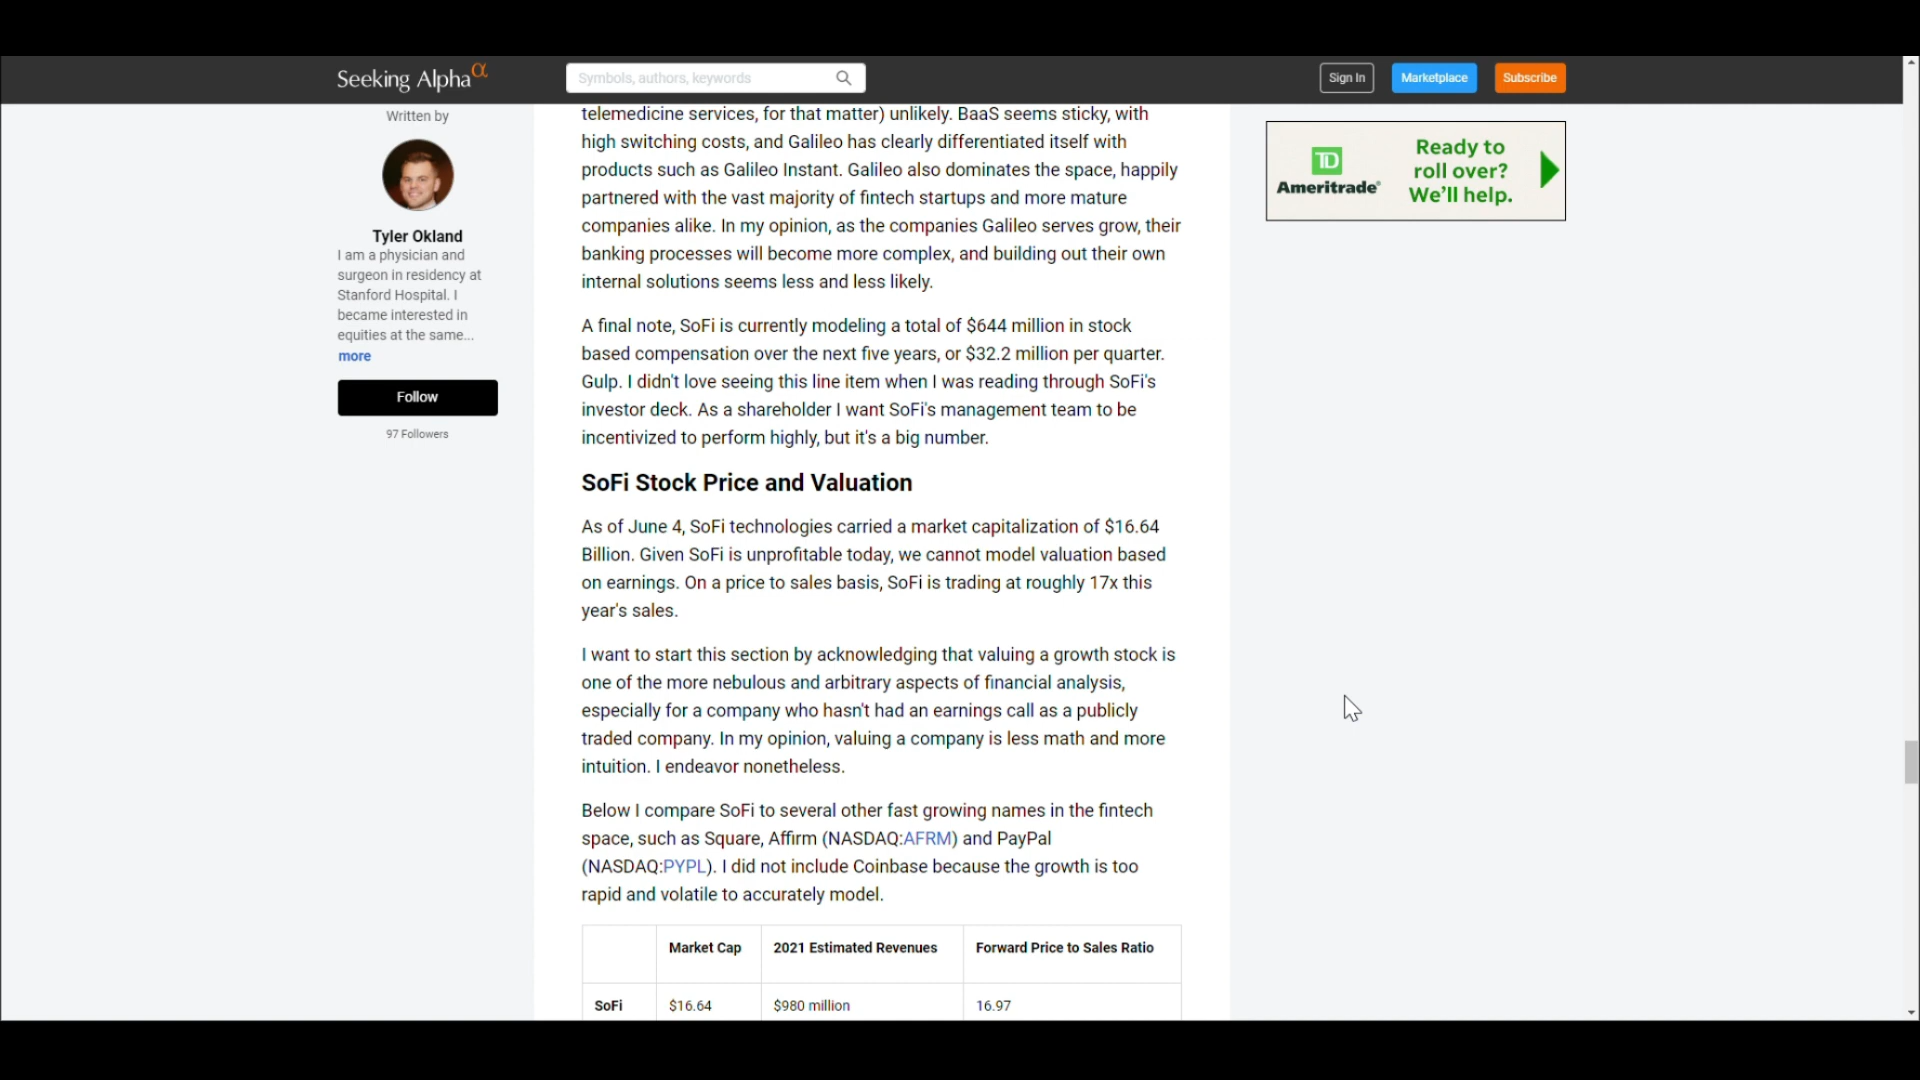 Seeking Alpha α
Symbols, authors, keywords
Sign In
Marketplace
Subscribe
Written by
Tyler Okland
I am a physician and
surgeon in residency at
Stanford Hospital. I
became interested in
equities at the same...
more
Follow
97 Followers
telemedicine services, for that matter) unlikely. BaaS seems sticky, with
high switching costs, and Galileo has clearly differentiated itself with
products such as Galileo Instant. Galileo also dominates the space, happily
partnered with the vast majority of fintech startups and more mature
companies alike. In my opinion, as the companies Galileo serves grow, their
banking processes will become more complex, and building out their own
internal solutions seems less and less likely.
A final note, SoFi is currently modeling a total of $644 million in stock
based compensation over the next five years, or $32.2 million per quarter.
Gulp. I didn't love seeing this line item when I was reading through SoFi's
investor deck. As a shareholder I want SoFi's management team to be
incentivized to perform highly, but it's a big number.
SoFi Stock Price and Valuation
As of June 4, SoFi technologies carried a market capitalization of $16.64
Billion. Given SoFi is unprofitable today, we cannot model valuation based
on earnings. On a price to sales basis, SoFi is trading at roughly 17x this
year's sales.
I want to start this section by acknowledging that valuing a growth stock is
one of the more nebulous and arbitrary aspects of financial analysis,
especially for a company who hasn't had an earnings call as a publicly
traded company. In my opinion, valuing a company is less math and more
intuition. I endeavor nonetheless.
Below I compare SoFi to several other fast growing names in the fintech
space, such as Square, Affirm (NASDAQ:AFRM) and PayPal
(NASDAQ:PYPL). I did not include Coinbase because the growth is too
rapid and volatile to accurately model.
Market Cap
2021 Estimated Revenues
Forward Price to Sales Ratio
SoFi
$16.64
$980 million
16.97
TD
Ameritrade®
Ready to
roll over?
We'll help.